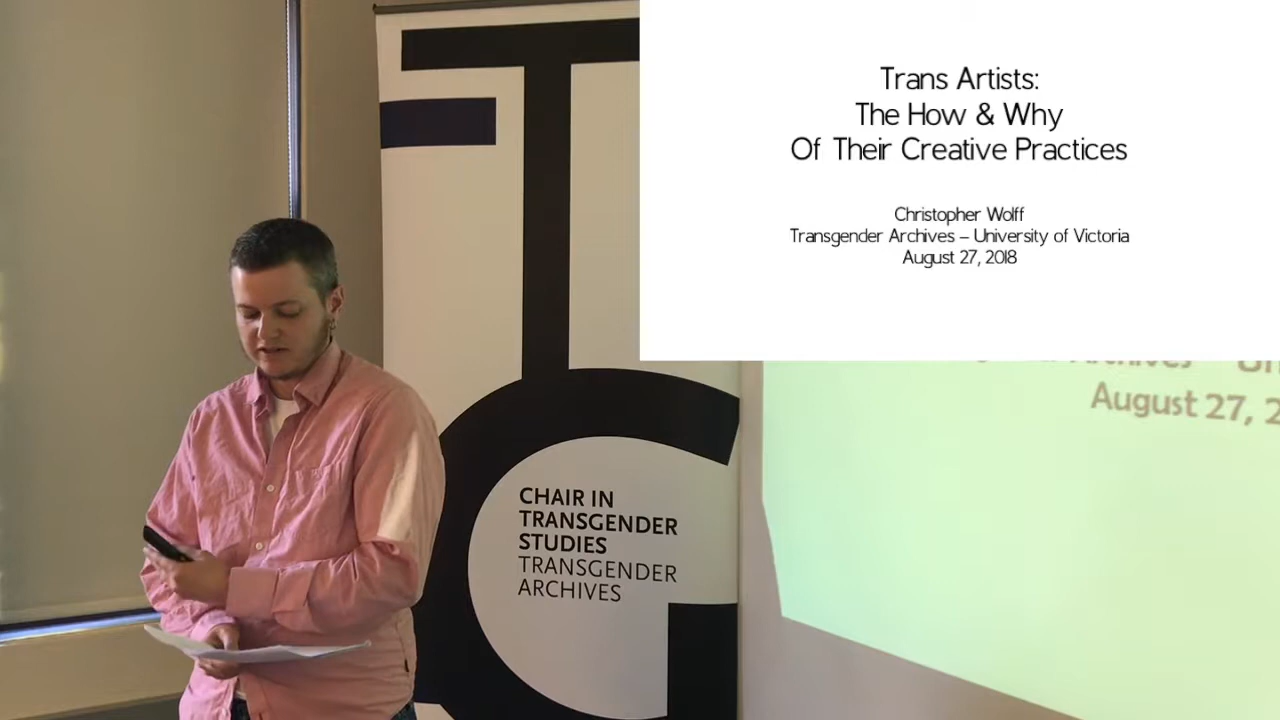 Trans Artists:
The How & Why
Of Their Creative Practices
Christopher Wolff
Transgender Archives – University of Victoria
August 27, 2018
CHAIR IN
TRANSGENDER
STUDIES
TRANSGENDER
ARCHIVES
Archives
August 27, 2